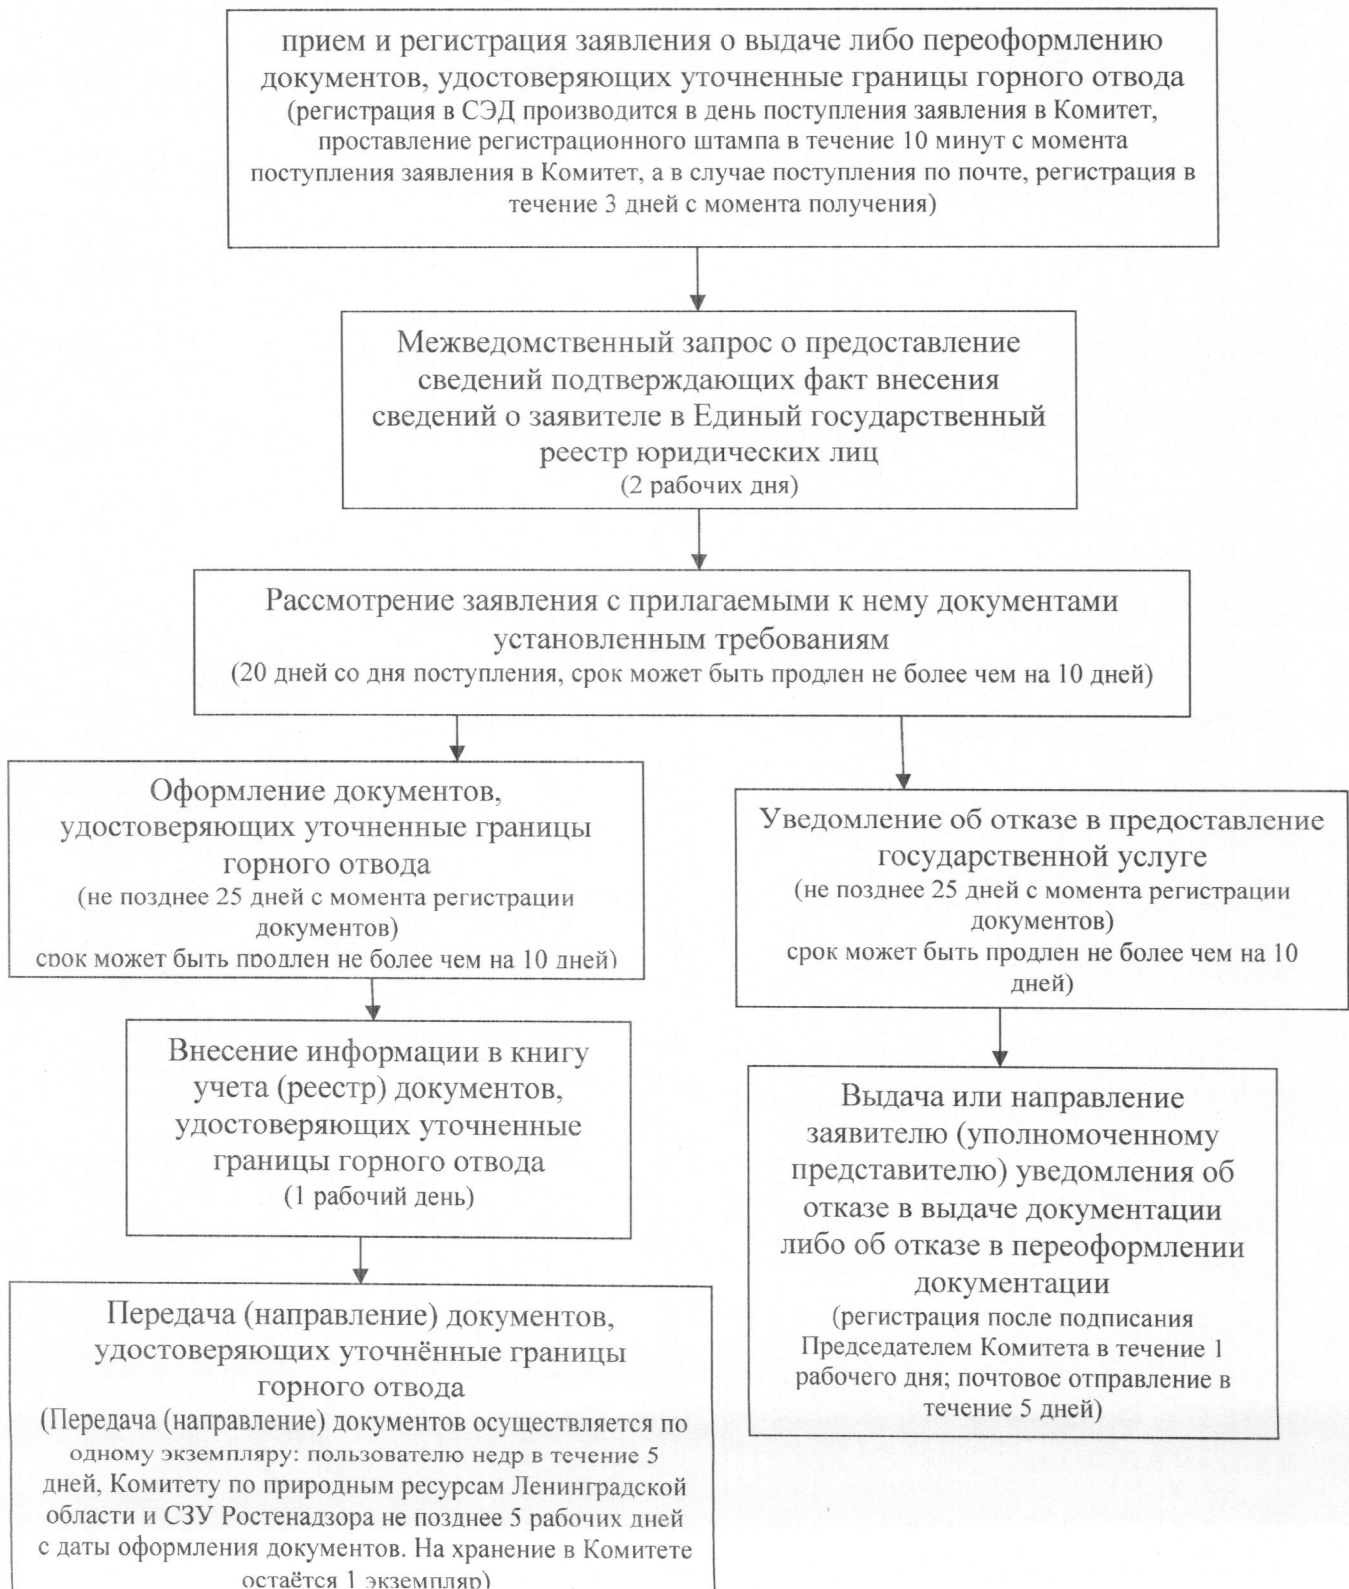 прием и регистрация заявления о выдаче либо переоформлению
документов, удостоверяющих уточненные границы горного отвода
(регистрация в СЭД производится в день поступления заявления в Комитет,
проставление регистрационного штампа в течение 10 минут с момента
поступления заявления в Комитет, а в случае поступления по почте, регистрация в
течение 3 дней с момента получения)
Межведомственный запрос о предоставление
сведений подтверждающих факт внесения
сведений о заявителе в Единый государственный
реестр юридических лиц
(2 рабочих дня)
Рассмотрение заявления с прилагаемыми к нему документами
установленным требованиям
(20 дней со дня поступления, срок может быть продлен не более чем на 10 дней)
Оформление документов,
удостоверяющих уточненные границы
горного отвода
(не позднее 25 дней с момента регистрации
документов)
срок может быть продлен не более чем на 10 дней)
Уведомление об отказе в предоставление
государственной услуге
(не позднее 25 дней с момента регистрации
документов)
срок может быть продлен не более чем на 10
дней)
Внесение информации в книгу
учета (реестр) документов,
удостоверяющих уточненные
границы горного отвода
(1 рабочий день)
Выдача или направление
заявителю (уполномоченному
представителю) уведомления об
отказе в выдаче документации
либо об отказе в переоформлении
документации
(регистрация после подписания
Председателем Комитета в течение 1
рабочего дня; почтовое отправление в
течение 5 дней)
Передача (направление) документов,
удостоверяющих уточнённые границы
горного отвода
(Передача (направление) документов осуществляется по
одному экземпляру: пользователю недр в течение 5
дней, Комитету по природным ресурсам Ленинградской
области и СЗУ Ростенадзора не позднее 5 рабочих дней
с даты оформления документов. На хранение в Комитете
остаётся 1 экземпляр)